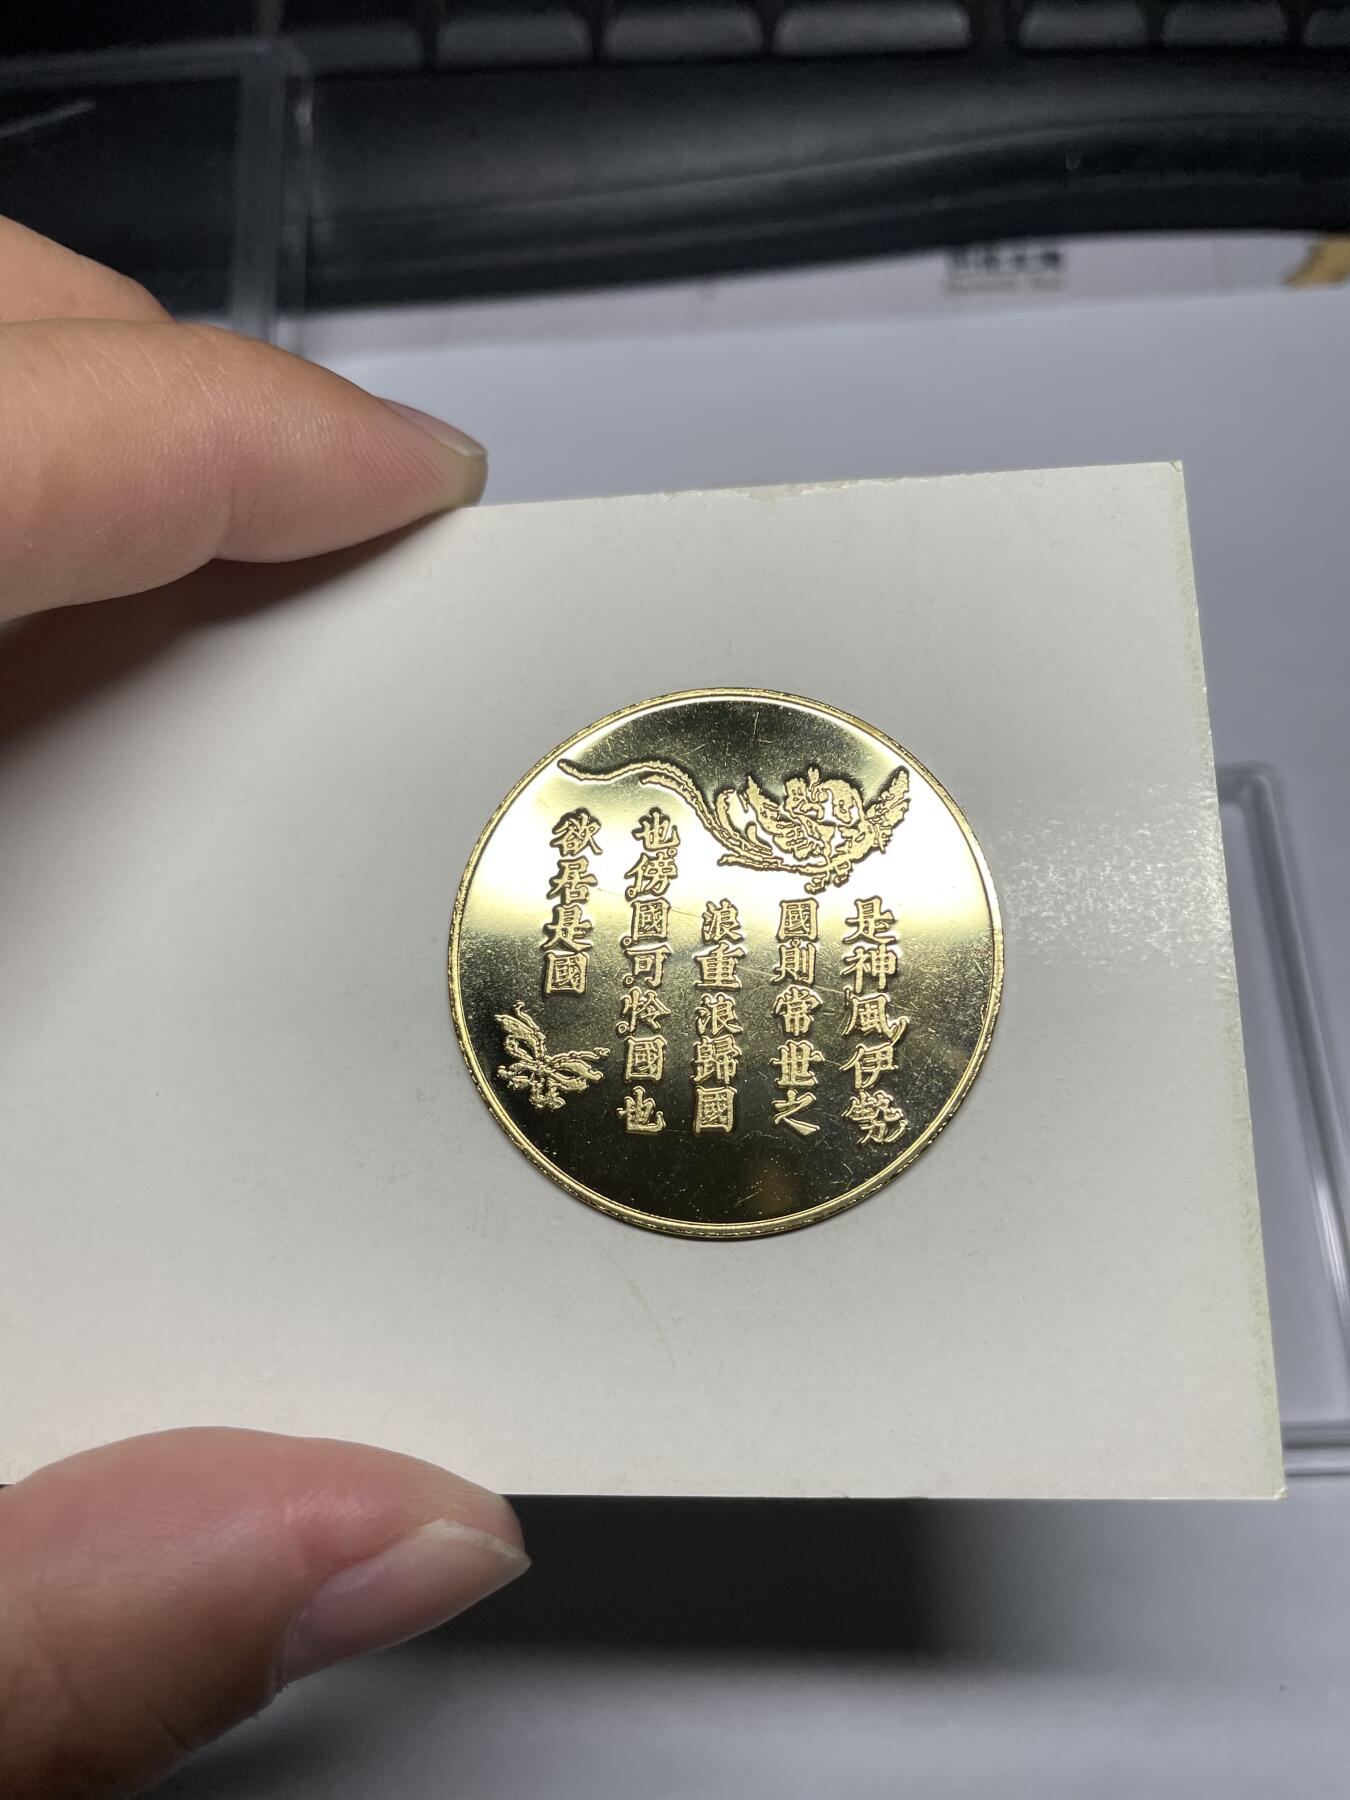 是神風伊勢
國則常世之
浪重浪歸國
也。傍國。可。怜。國也
欲居是國